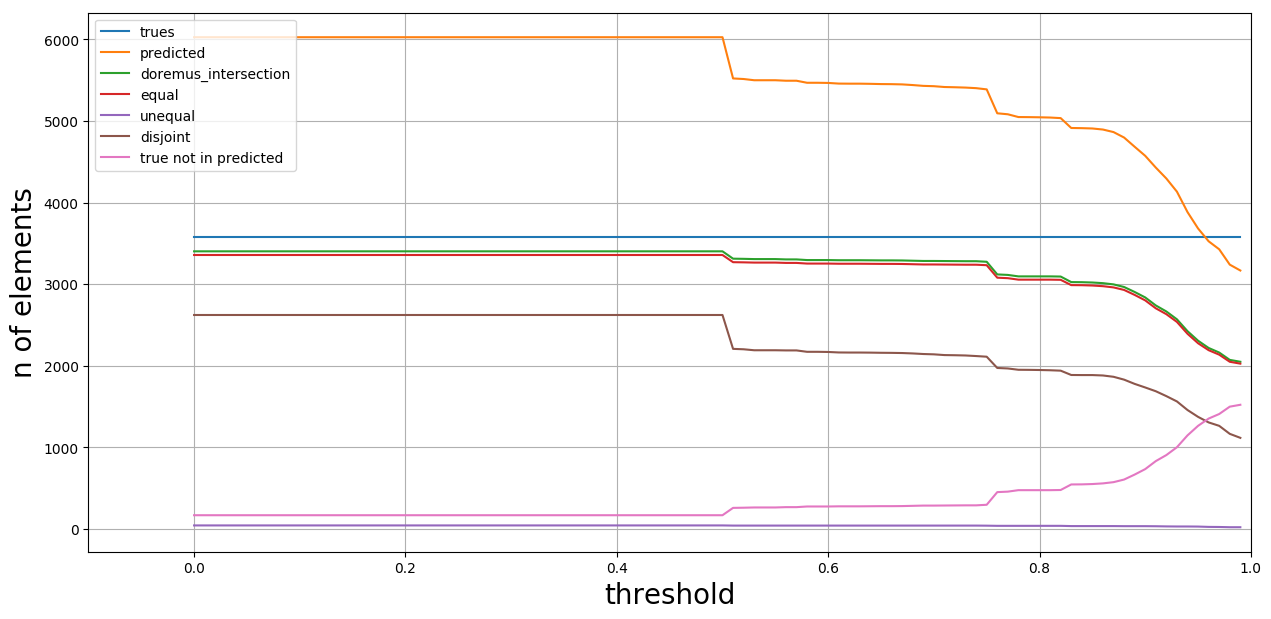 trues
predicted
doremus_intersection
equal
unequal
disjoint
true not in predicted
6000
5000
4000
3000
2000
1000
0
n of elements
0.0 0.2 0.4 0.6 0.8 1.0
threshold